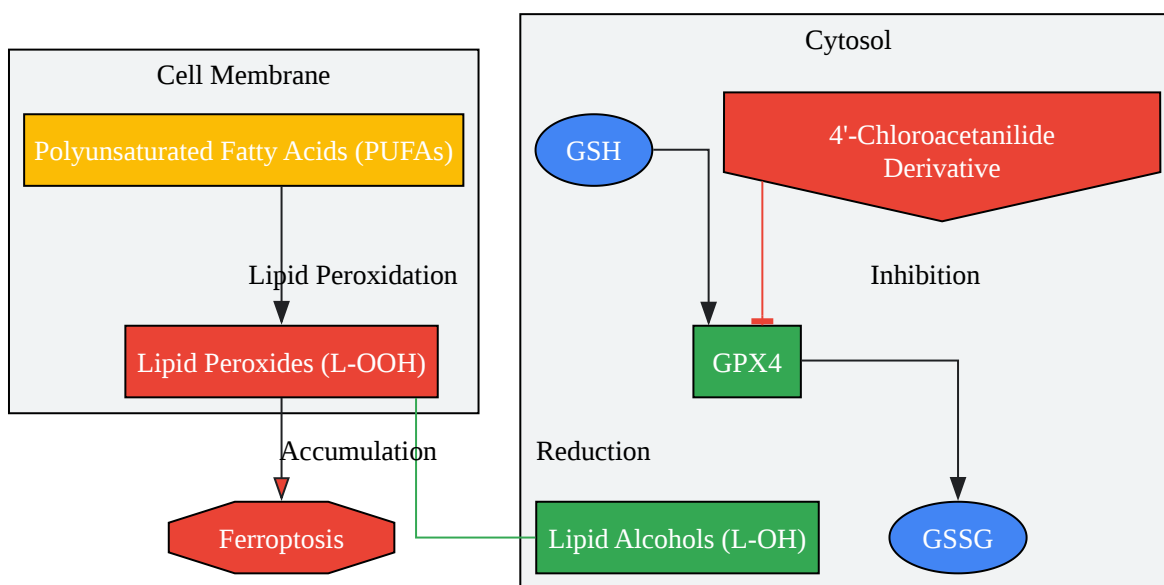 Cell Membrane
Polyunsaturated Fatty Acids (PUFAs)
Lipid Peroxidation
Lipid Peroxides (L-OOH)
Accumulation
Ferroptosis
Cytosol
GSH
4'-Chloroacetanilide
Derivative
Inhibition
GPX4
Reduction
Lipid Alcohols (L-OH)
GSSG